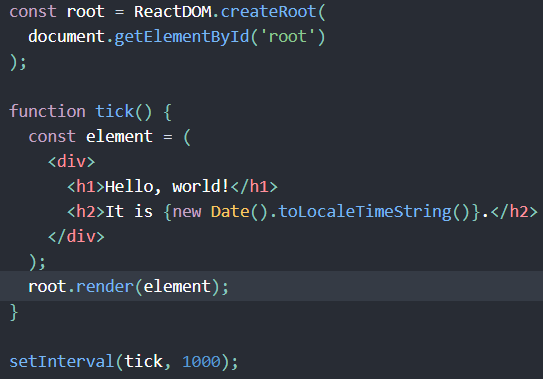 const root = ReactDOM.createRoot(
  document.getElementById('root')
);

function tick() {
  const element = (
    <div>
      <h1>Hello, world!</h1>
      <h2>It is {new Date().toLocaleTimeString()}.</h2>
    </div>
  );
  root.render(element);
}

setInterval(tick, 1000);